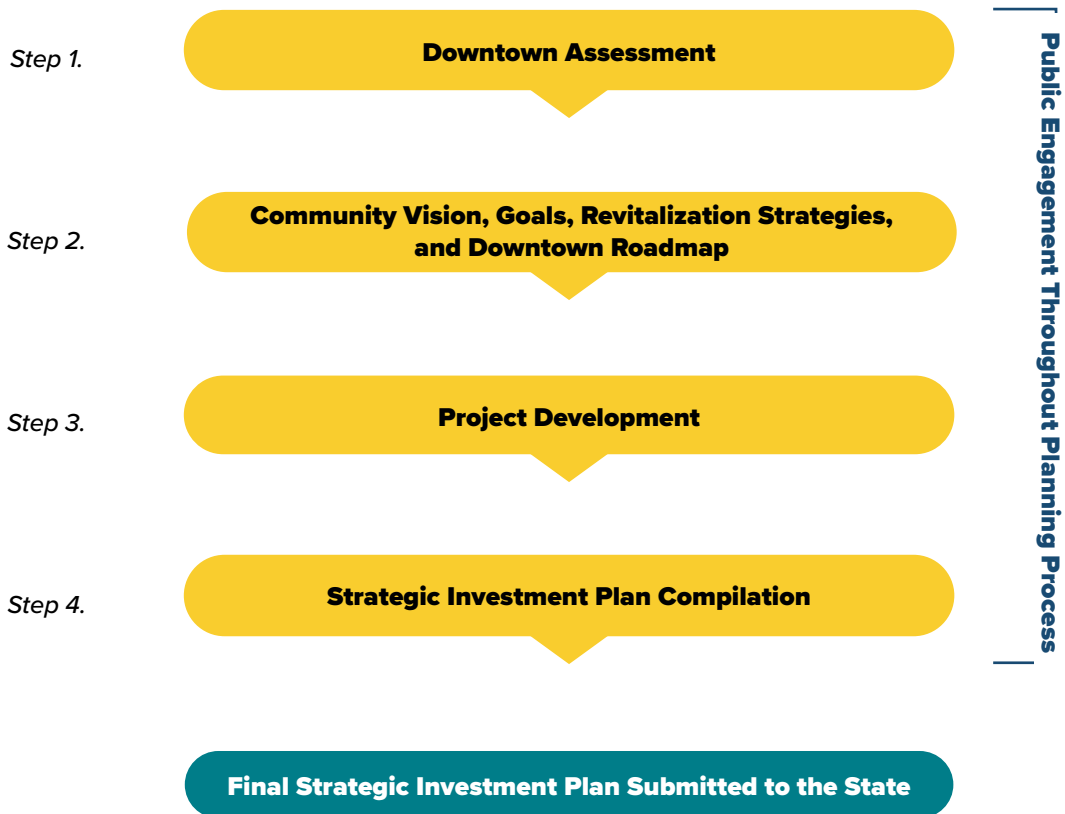 Step 1.
Downtown Assessment
Step 2.
Community Vision, Goals, Revitalization Strategies,
and Downtown Roadmap
Step 3.
Project Development
Step 4.
Strategic Investment Plan Compilation
Final Strategic Investment Plan Submitted to the State
Public Engagement Throughout Planning Process